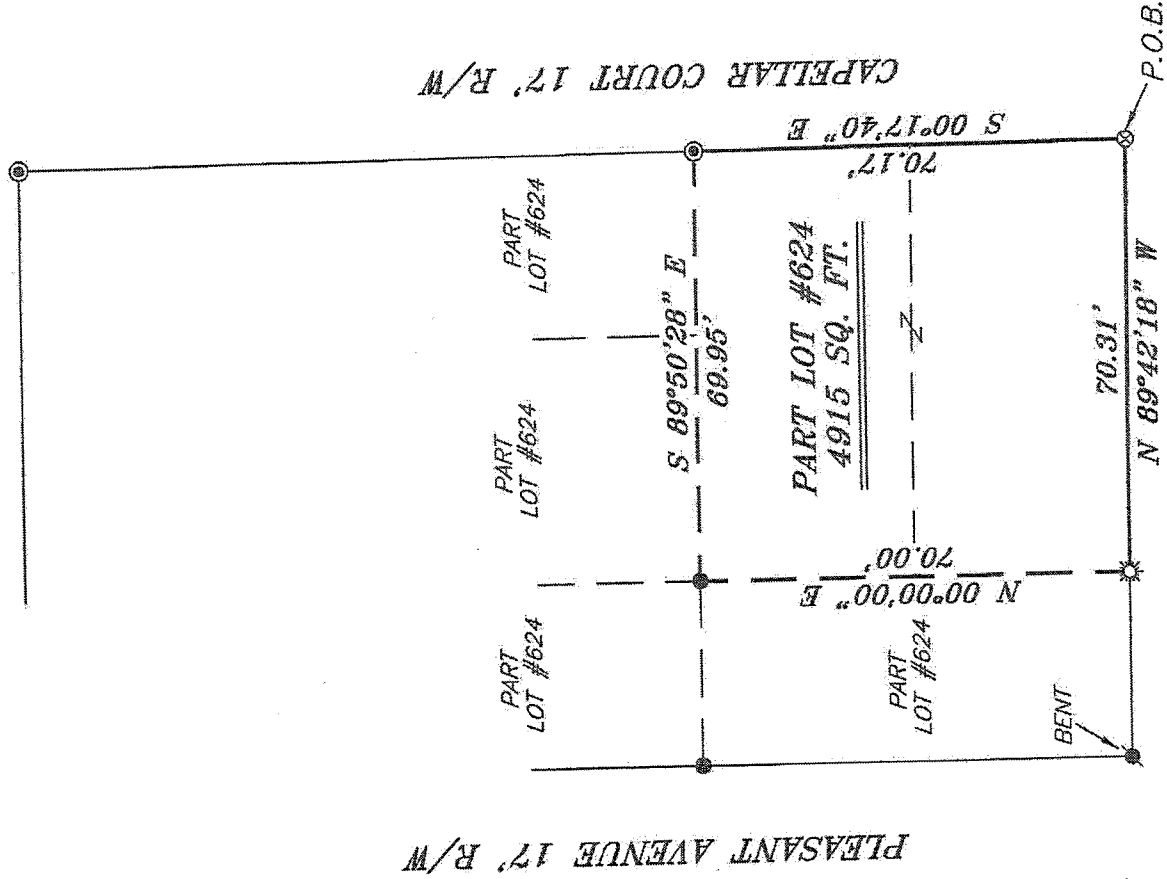 P.O.B.
CAPELLAR COURT 17' R/W
S 00°17'40" E
70.17'
PART
LOT #624
PART
LOT #624
PART
LOT #624
S 89°50'28" E
69.95'
PART LOT #624
4915 SQ. FT.
N 00°00'00" E
70.00'
70.31'
N 89°42'18" W
PART
LOT #624
BENT
PLEASANT AVENUE 17' R/W